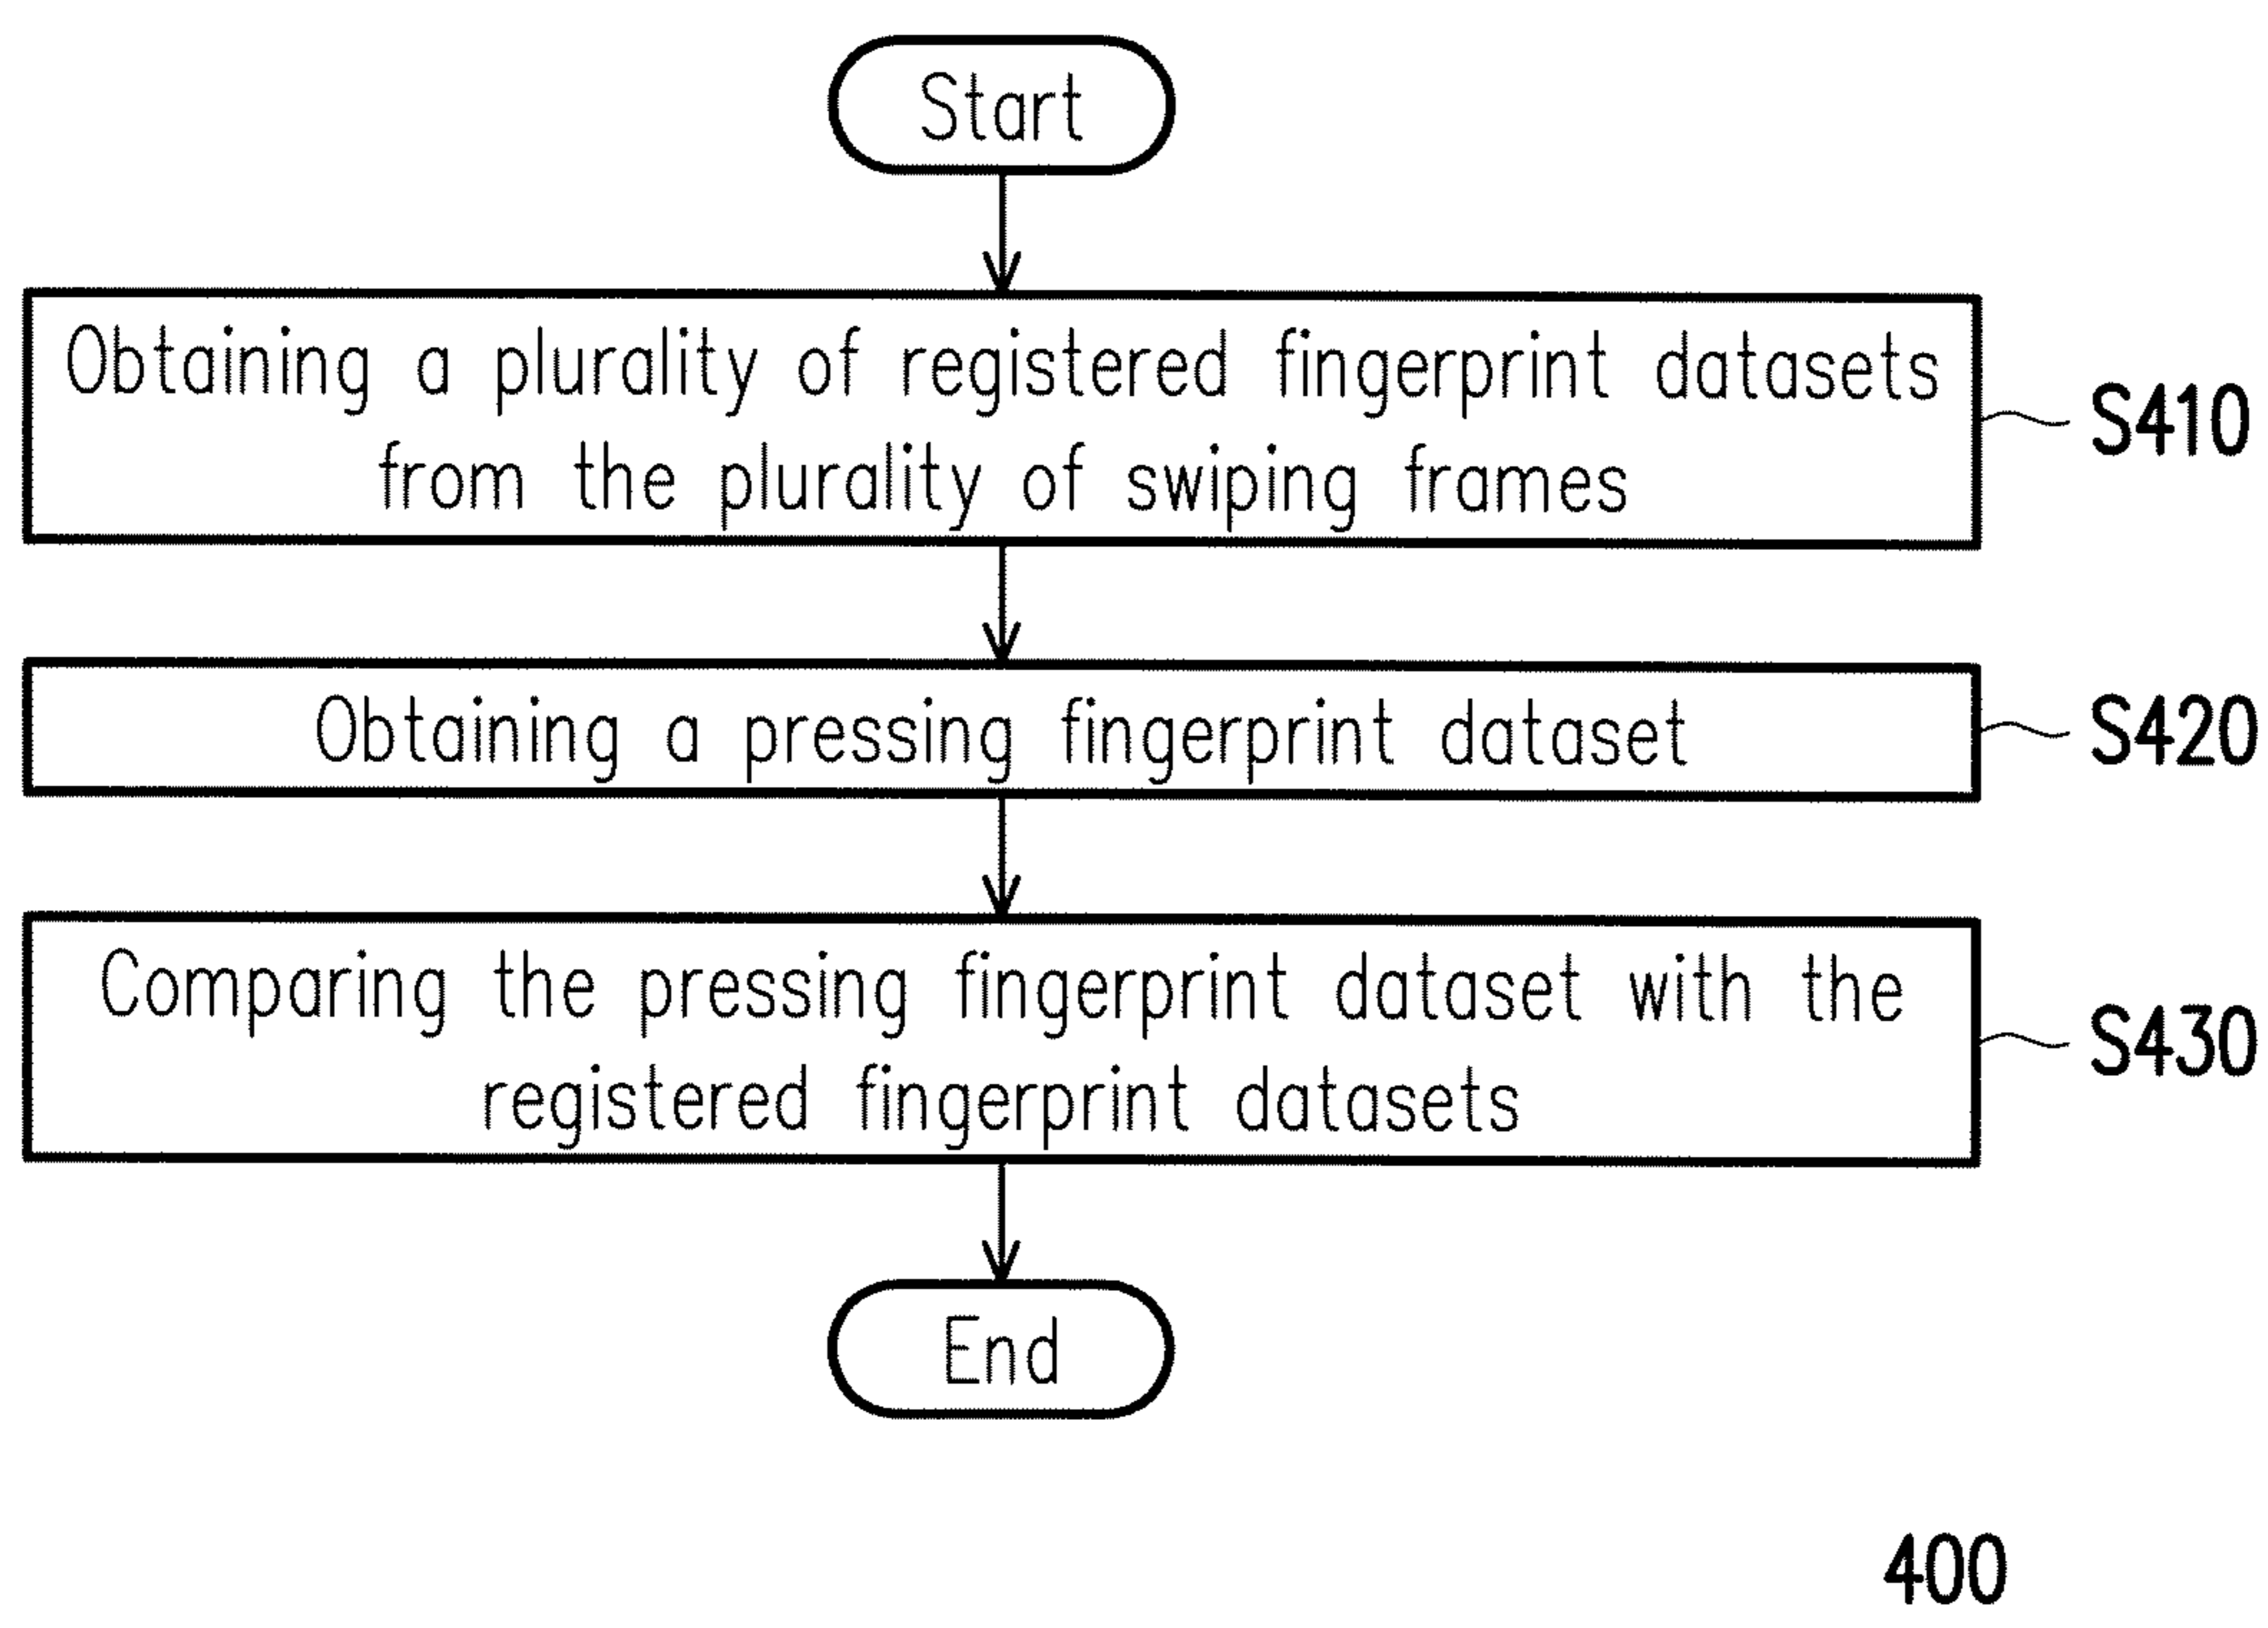 Start
Obtaining a plurality of registered fingerprint datasets
from the plurality of swiping frames
S410
Obtaining a pressing fingerprint dataset
S420
Comparing the pressing fingerprint dataset with the
registered fingerprint datasets
S430
End
400